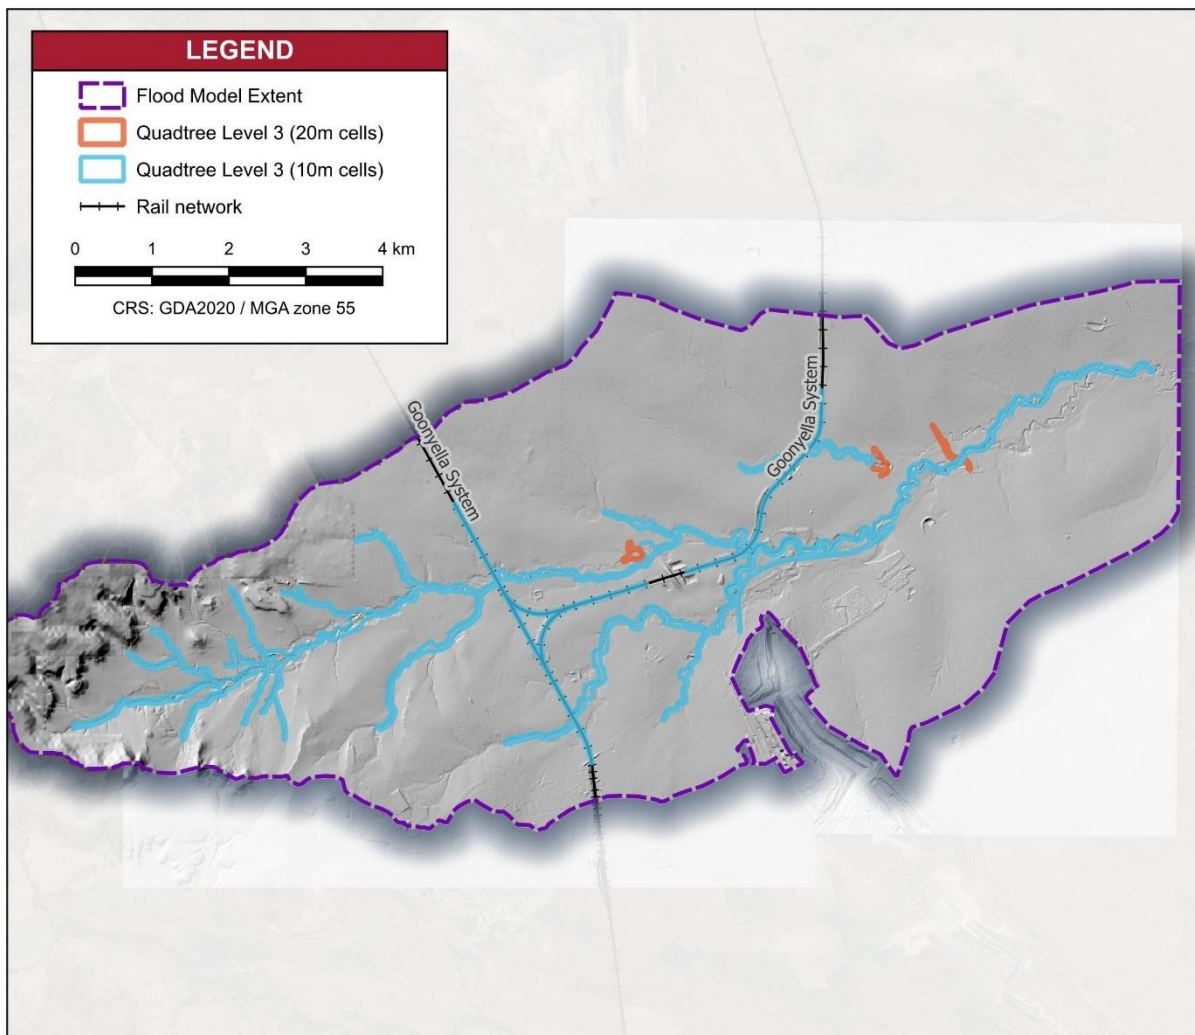 LEGEND
Flood Model Extent
Quadtree Level 3 (20m cells)
Quadtree Level 3 (10m cells)
Rail network
0 1 2 3 4 km
CRS: GDA2020 / MGA zone 55
Goonyella System
Goonyella System